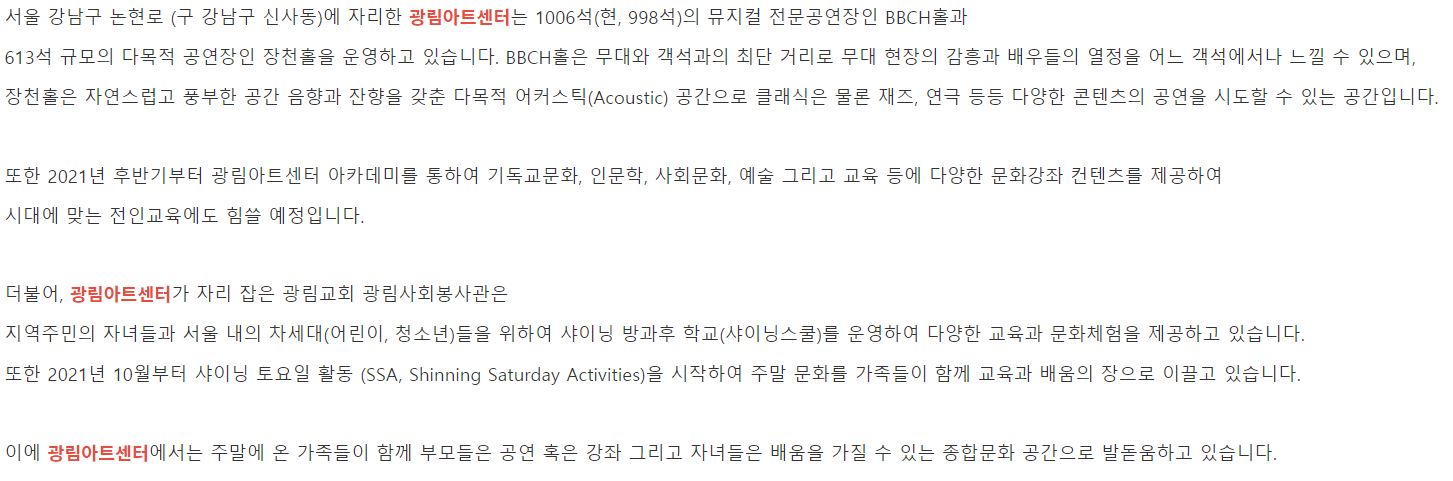 서울 강남구 논현로 (구 강남구 신사동)에 자리한 광림아트센터는 1006석(현, 998석)의 뮤지컬 전문공연장인 BBCH홀과
613석 규모의 다목적 공연장인 장천홀을 운영하고 있습니다. BBCH홀은 무대와 객석과의 최단 거리로 무대 현장의 감흥과 배우들의 열정을 어느 객석에서나 느낄 수 있으며,
장천홀은 자연스럽고 풍부한 공간 음향과 잔향을 갖춘 다목적 어커스틱(Acoustic) 공간으로 클래식은 물론 재즈, 연극 등등 다양한 콘텐츠의 공연을 시도할 수 있는 공간입니다.
또한 2021년 후반기부터 광림아트센터 아카데미를 통하여 기독교문화, 인문학, 사회문화, 예술 그리고 교육 등에 다양한 문화강좌 컨텐츠를 제공하여
시대에 맞는 전인교육에도 힘쓸 예정입니다.
더불어, 광림아트센터가 자리 잡은 광림교회 광림사회봉사관은
지역주민의 자녀들과 서울 내의 차세대(어린이, 청소년)들을 위하여 샤이닝 방과후 학교(샤이닝스쿨)를 운영하여 다양한 교육과 문화체험을 제공하고 있습니다.
또한 2021년 10월부터 샤이닝 토요일 활동 (SSA, Shinning Saturday Activities)을 시작하여 주말 문화를 가족들이 함께 교육과 배움의 장으로 이끌고 있습니다.
이에 광림아트센터에서는 주말에 온 가족들이 함께 부모들은 공연 혹은 강좌 그리고 자녀들은 배움을 가질 수 있는 종합문화 공간으로 발돋움하고 있습니다.